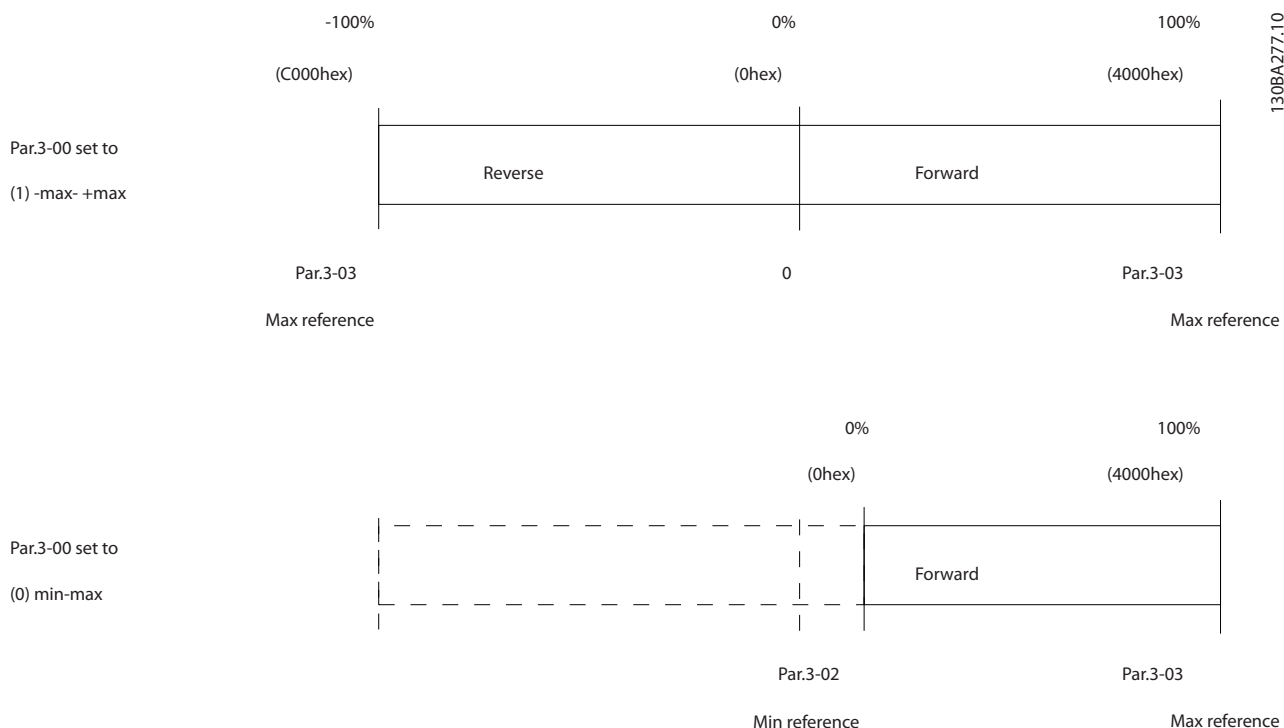 -100% 0% 100%
(C000hex) (0hex) (4000hex)
130BA277.10
Par.3-00 set to
(1) -max- +max
Reverse Forward
Par.3-03 0 Par.3-03
Max reference Max reference
0% 100%
(0hex) (4000hex)
Par.3-00 set to
(0) min-max
Forward
Par.3-02 Par.3-03
Min reference Max reference